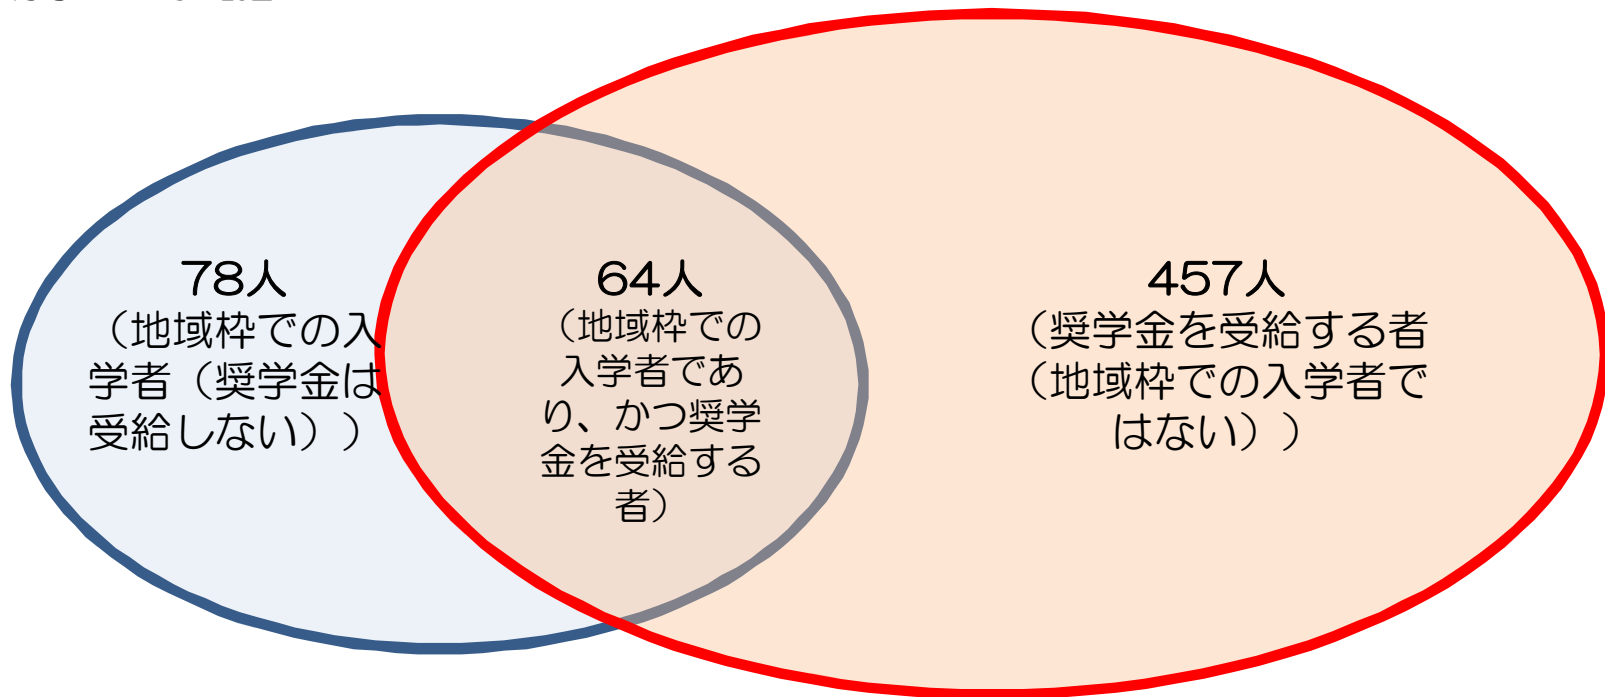 78人
（地域枠での入
学者（奨学金は
受給しない））
64人
（地域枠での
入学者であ
り、かつ奨学
金を受給する
者）
457人
（奨学金を受給する者
（地域枠での入学者で
はない））